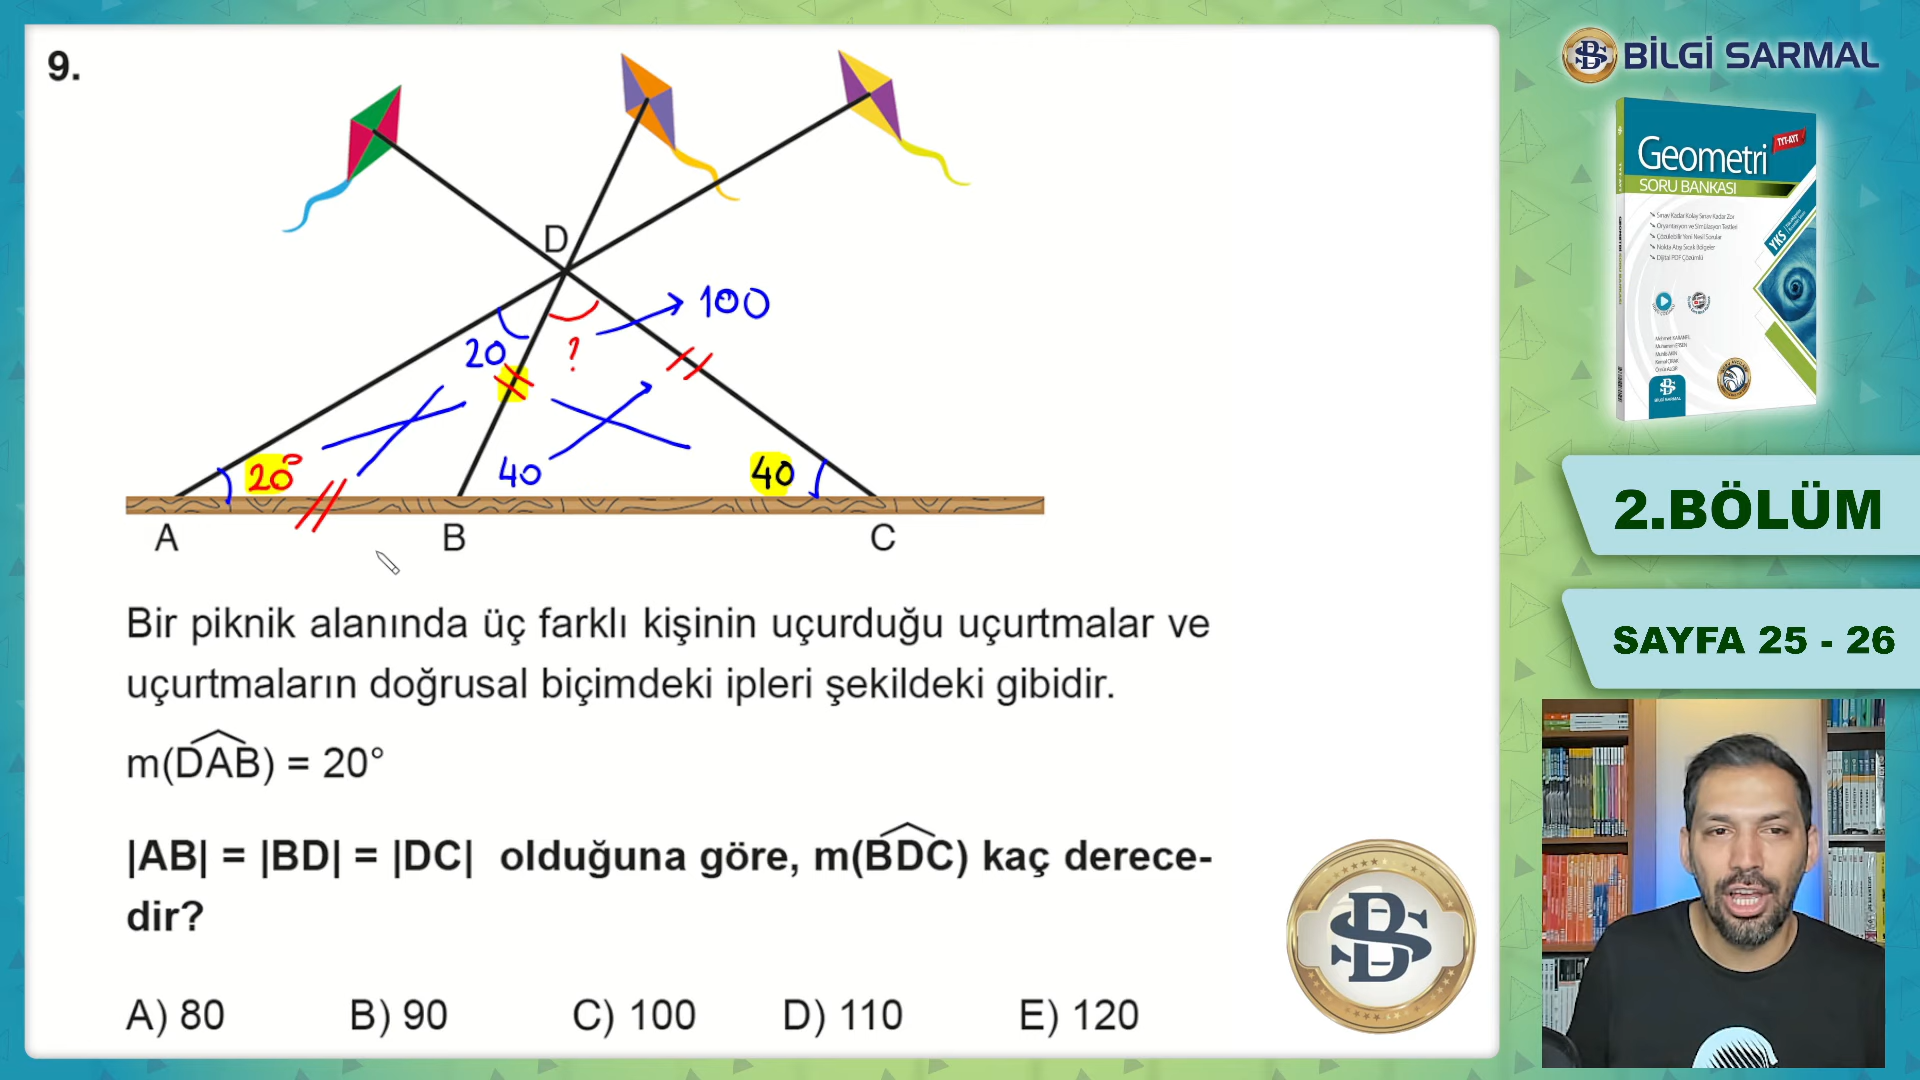 9.
D
100
20
?
20°
40
40
A
B
C
Bir piknik alanında üç farklı kişinin uçurduğu uçurtmalar ve
uçurtmaların doğrusal biçimdeki ipleri şekildeki gibidir.
m(DAB) = 20°
|AB| = |BD| = |DC| olduğuna göre, m(BDC) kaç derece-
dir?
A) 80 B) 90 C) 100 D) 110 E) 120
BİLGİ SARMAL
Geometri
TYT-AYT
SORU BANKASI
YKS
2.BÖLÜM
SAYFA 25 - 26